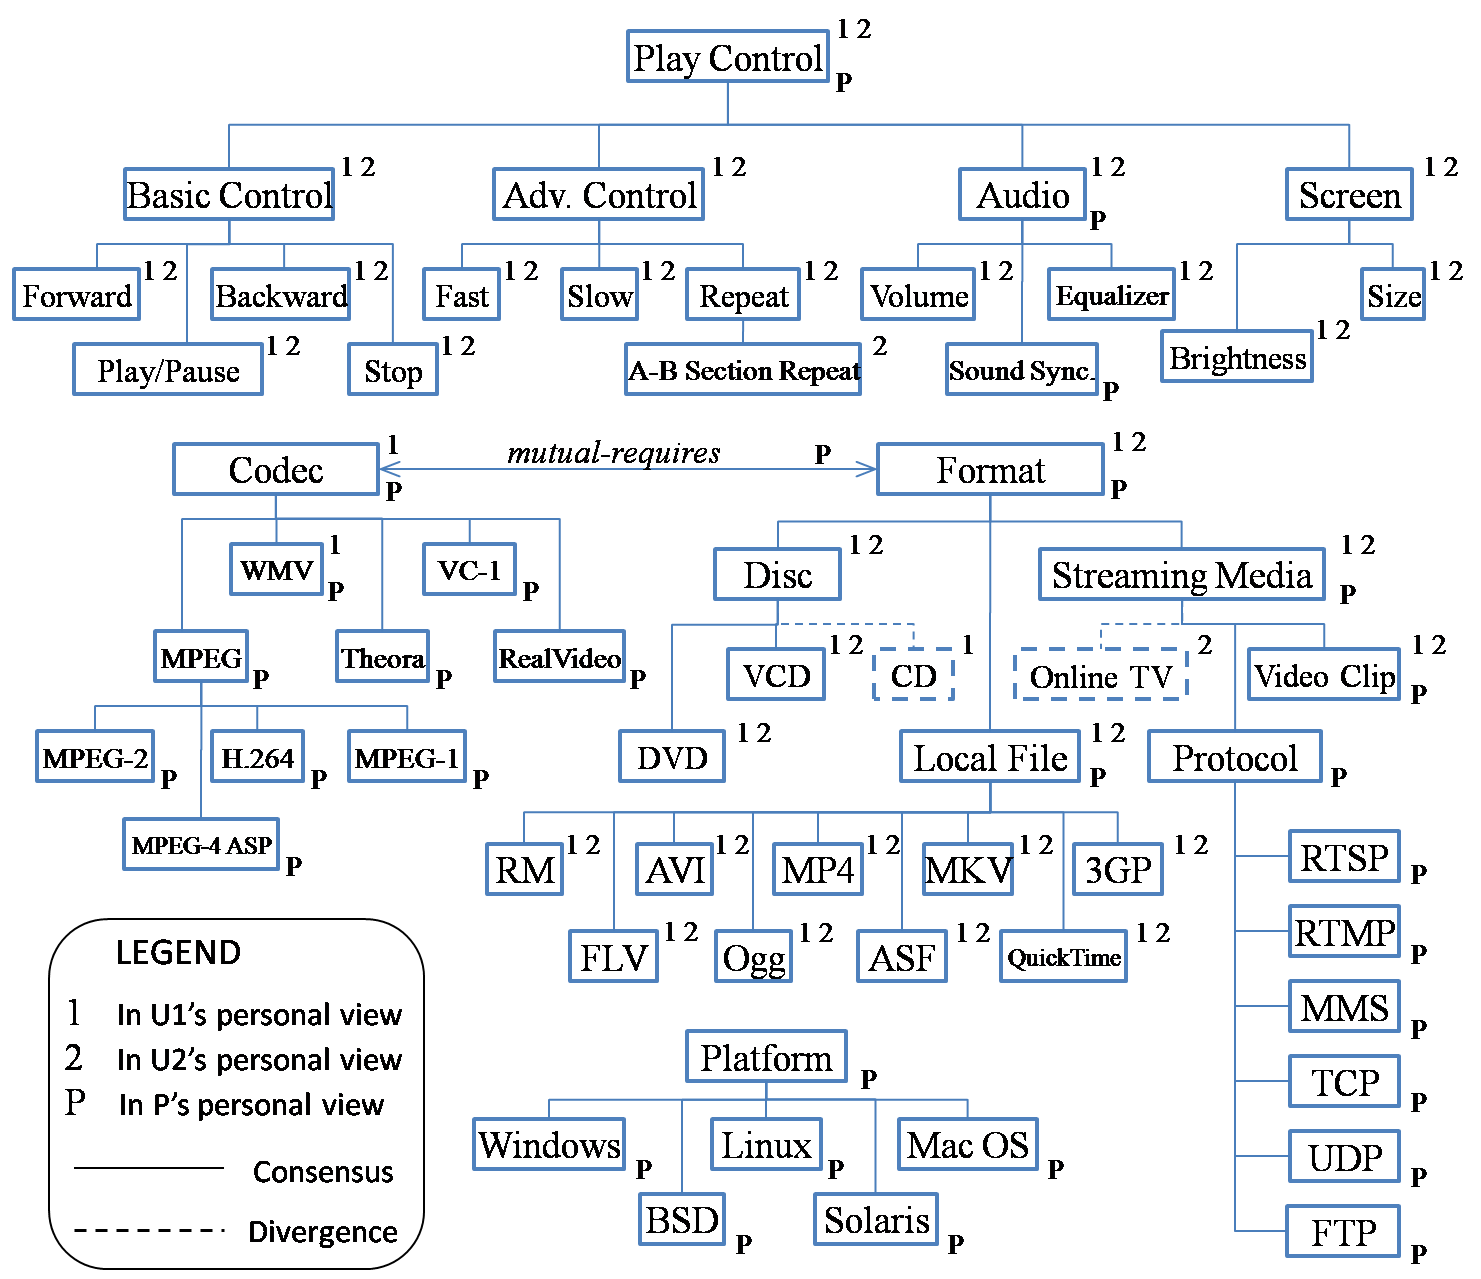 Play Control 1 2 P
Basic Control 1 2
Adv. Control 1 2
Audio 1 2 P
Screen 1 2
Forward 1 2
Backward 1 2
Fast 1 2
Slow 1 2
Repeat 1 2
Volume 1 2
Equalizer 1 2
Size 1 2
Play/Pause 1 2
Stop 1 2
A-B Section Repeat 2
Sound Sync. P
Brightness 1 2
Codec 1 P
mutual-requires P
Format 1 2 P
WMV 1 P
VC-1 P
Disc 1 2
Streaming Media 1 2 P
MPEG P
Theora P
RealVideo P
VCD 1 2
CD 1
Online TV 2
Video Clip 1 2 P
MPEG-2 P
H.264 P
MPEG-1 P
DVD 1 2
Local File 1 2 P
Protocol P
MPEG-4 ASP P
RM 1 2
AVI 1 2
MP4 1 2
MKV 1 2
3GP 1 2
FLV 1 2
Ogg 1 2
ASF 1 2
QuickTime 1 2
RTSP P
RTMP P
MMS P
TCP P
UDP P
FTP P
Platform P
Windows P
Linux P
Mac OS P
BSD P
Solaris P
LEGEND
1 In U1's personal view
2 In U2's personal view
P In P's personal view
Consensus
Divergence